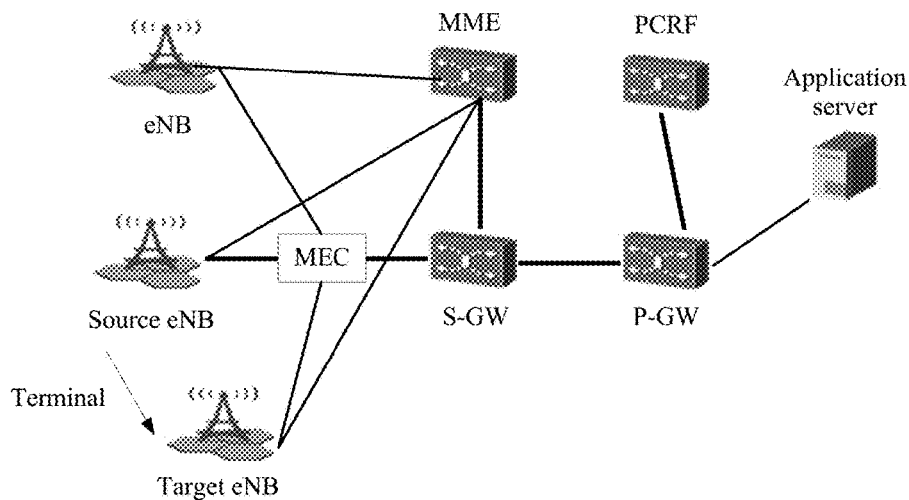 MME
PCRF
Application
server
eNB
MEC
Source eNB
S-GW
P-GW
Terminal
Target eNB